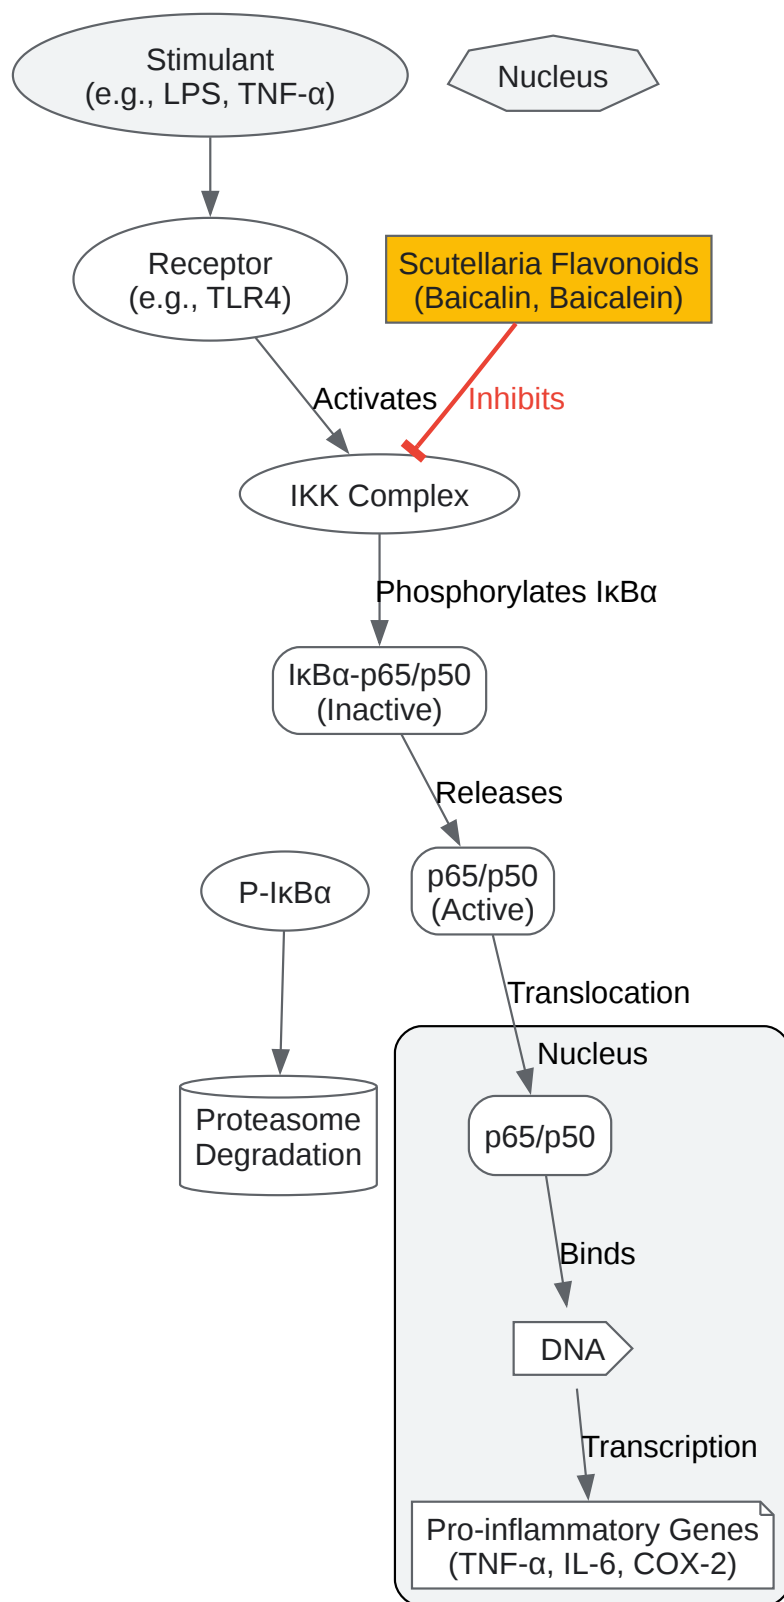 Stimulant
(e.g., LPS, TNF-α)
Nucleus
Receptor
(e.g., TLR4)
Scutellaria Flavonoids
(Baicalin, Baicalein)
Activates
Inhibits
IKK Complex
Phosphorylates IκBα
IκBα-p65/p50
(Inactive)
Releases
P-IκBα
p65/p50
(Active)
Translocation
Nucleus
Proteasome
Degradation
p65/p50
Binds
DNA
Transcription
Pro-inflammatory Genes
(TNF-α, IL-6, COX-2)